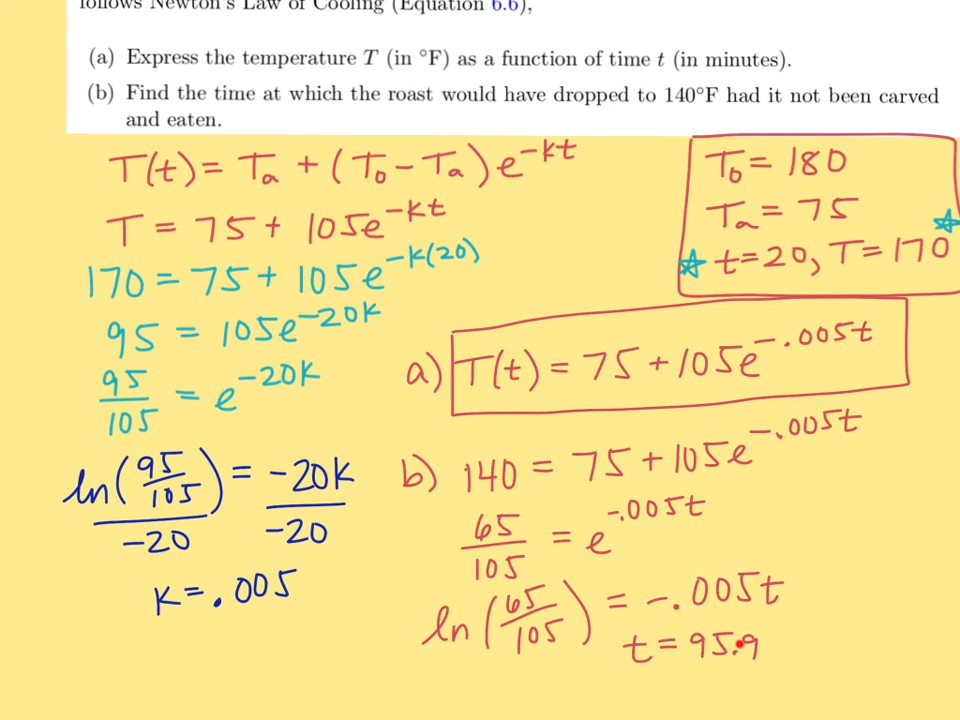 follows Newton's Law of Cooling (Equation 6.6),
(a) Express the temperature T (in °F) as a function of time t (in minutes).
(b) Find the time at which the roast would have dropped to 140°F had it not been carved
and eaten.
T(t) = Tₐ + (T₀ - Tₐ)e^(-kt)
T = 75 + 105e^(-kt)
170 = 75 + 105e^(-k(20))
95 = 105e^(-20k)
95/105 = e^(-20k)
ln(95/105)/-20 = -20k/-20
k = .005
T₀ = 180
Tₐ = 75
t=20, T=170
a) T(t) = 75 + 105e^(-.005t)
b) 140 = 75 + 105e^(-.005t)
65/105 = e^(-.005t)
ln(65/105) = -.005t
t = 95.9